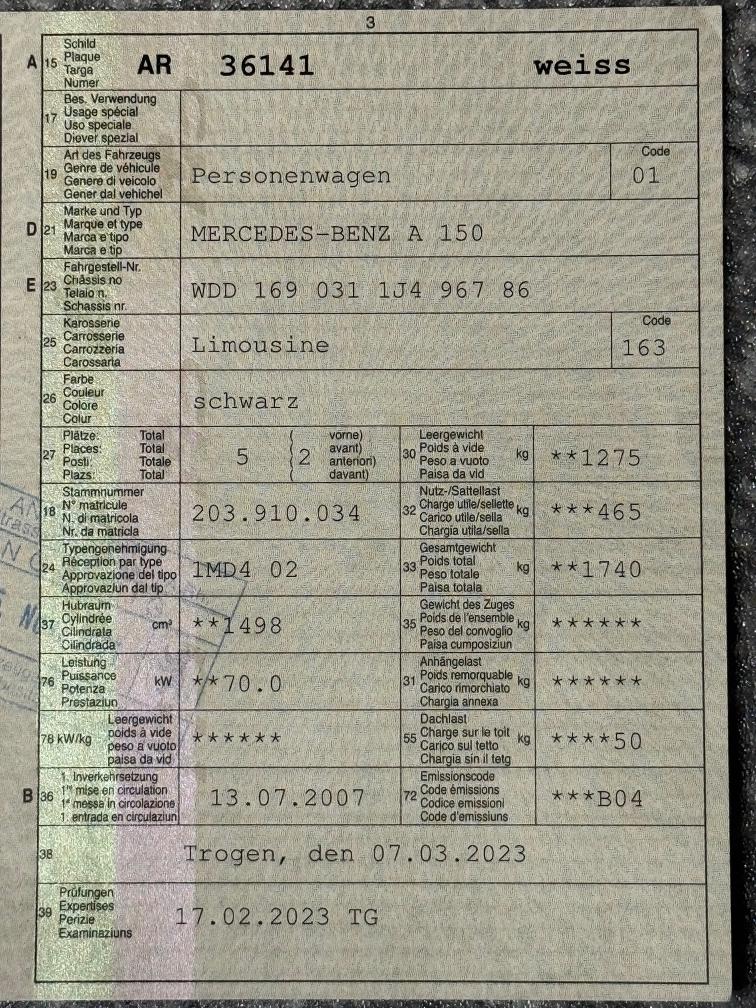 3
A 15 Schild
Plaque
Targa
Numer
AR 36141 weiss
17 Bes. Verwendung
Usage spécial
Uso speciale
Diever spezial
19 Art des Fahrzeugs
Genre de véhicule
Genere di veicolo
Gener dal vehichel
Personenwagen
Code
01
D 21 Marke und Typ
Marque et type
Marca e tipo
Marca e tip
MERCEDES-BENZ A 150
E 23 Fahrgestell-Nr.
Châssis no
Telaio n.
Schassis nr.
WDD 169 031 1J4 967 86
25 Karosserie
Carrosserie
Carrozzeria
Carossaria
Limousine
Code
163
26 Farbe
Couleur
Colore
Colur
schwarz
27 Plätze: Total
Places: Total
Posti: Totale
Plazs: Total
5 ( 2 vorne)
avant)
anteriori)
davant)
30 Leergewicht
Poids à vide kg
Peso a vuoto
Paisa da vid
**1275
18 Stammnummer
N° matricule
N. di matricola
Nr. da matricla
203.910.034
32 Nutz-/Sattellast
Charge utile/sellette kg
Carico utile/sella
Chargia utila/sella
***465
24 Typengenehmigung
Réception par type
Approvazione del tipo
Approvaziun dal tip
1MD4 02
33 Gesamtgewicht
Poids total kg
Peso totale
Paisa totala
**1740
37 Hubraum
Cylindrée cm³
Cilindrata
Cilindrada
**1498
35 Gewicht des Zuges
Poids de l'ensemble kg
Peso del convoglio
Paisa cumposiziun
******
76 Leistung
Puissance kW
Potenza
Prestaziun
**70.0
31 Anhängelast
Poids remorquable kg
Carico rimorchiato
Chargia annexa
******
78 kW/kg Leergewicht
poids à vide
peso a vuoto
paisa da vid
******
55 Dachlast
Charge sur le toit kg
Carico sul tetto
Chargia sin il tetg
****50
B 36 1. Inverkehrsetzung
1re mise en circulation
1a messa in circolazione
1. entrada en circulaziun
13.07.2007
72 Emissionscode
Code émissions
Codice emissioni
Code d'emissiuns
***B04
38 Trogen, den 07.03.2023
39 Prüfungen
Expertises
Perizie
Examinaziuns
17.02.2023 TG